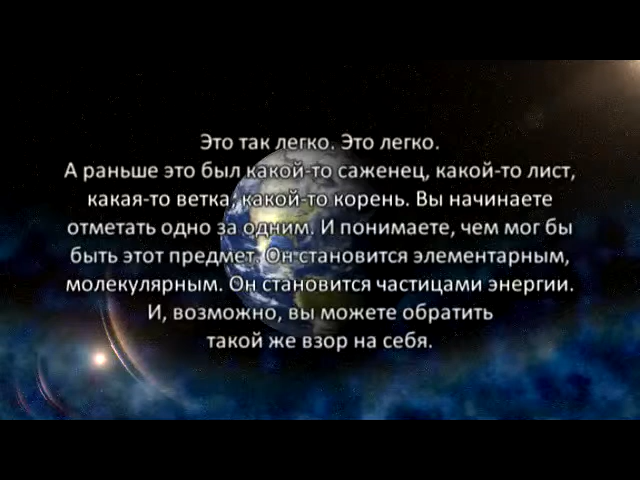 Это так легко. Это легко.
А раньше это был какой-то саженец, какой-то лист,
какая-то ветка, какой-то корень. Вы начинаете
отметать одно за одним. И понимаете, чем мог бы
быть этот предмет. Он становится элементарным,
молекулярным. Он становится частицами энергии.
И, возможно, вы можете обратить
такой же взор на себя.